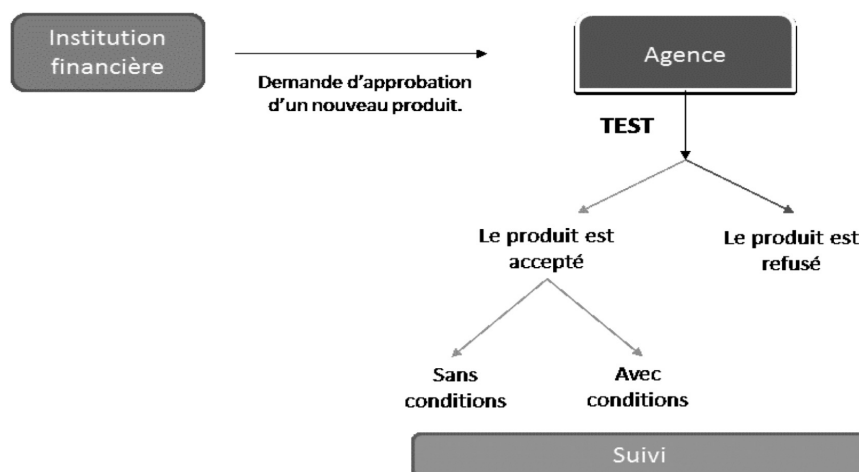 Institution
financière
Agence
Demande d'approbation
d'un nouveau produit.
TEST
Le produit est
accepté
Le produit est
refusé
Sans
conditions
Avec
conditions
Suivi